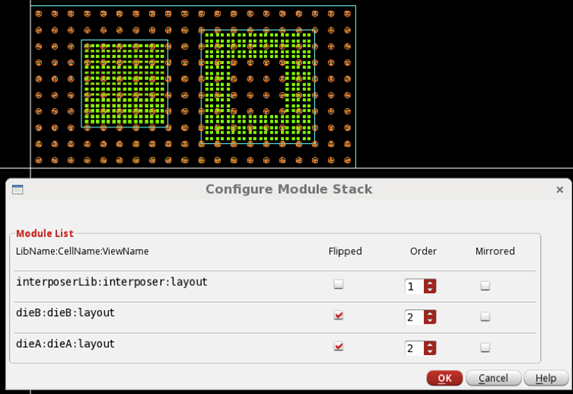 Configure Module Stack
Module List
LibName:CellName:ViewName Flipped Order Mirrored
interposerLib:interposer:layout 1
dieB:dieB:layout 2
dieA:dieA:layout 2
OK Cancel Help